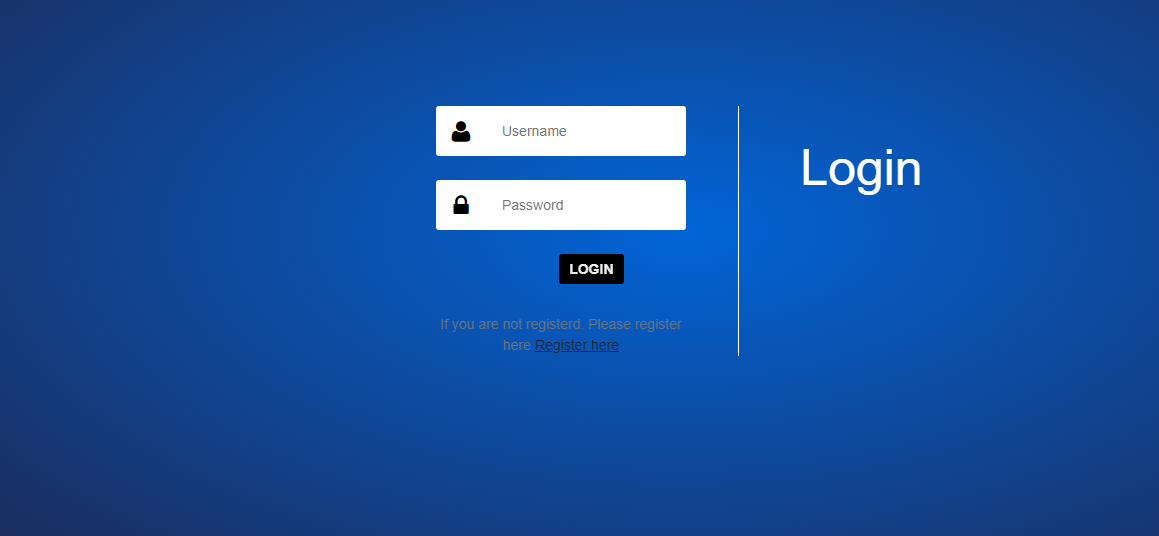 Username
Password
LOGIN
If you are not registerd. Please register
here Register here
Login